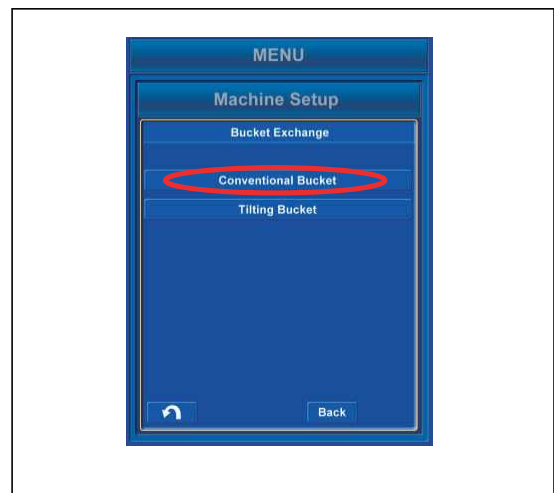 MENU
Machine Setup
Bucket Exchange
Conventional Bucket
Tilting Bucket
Back